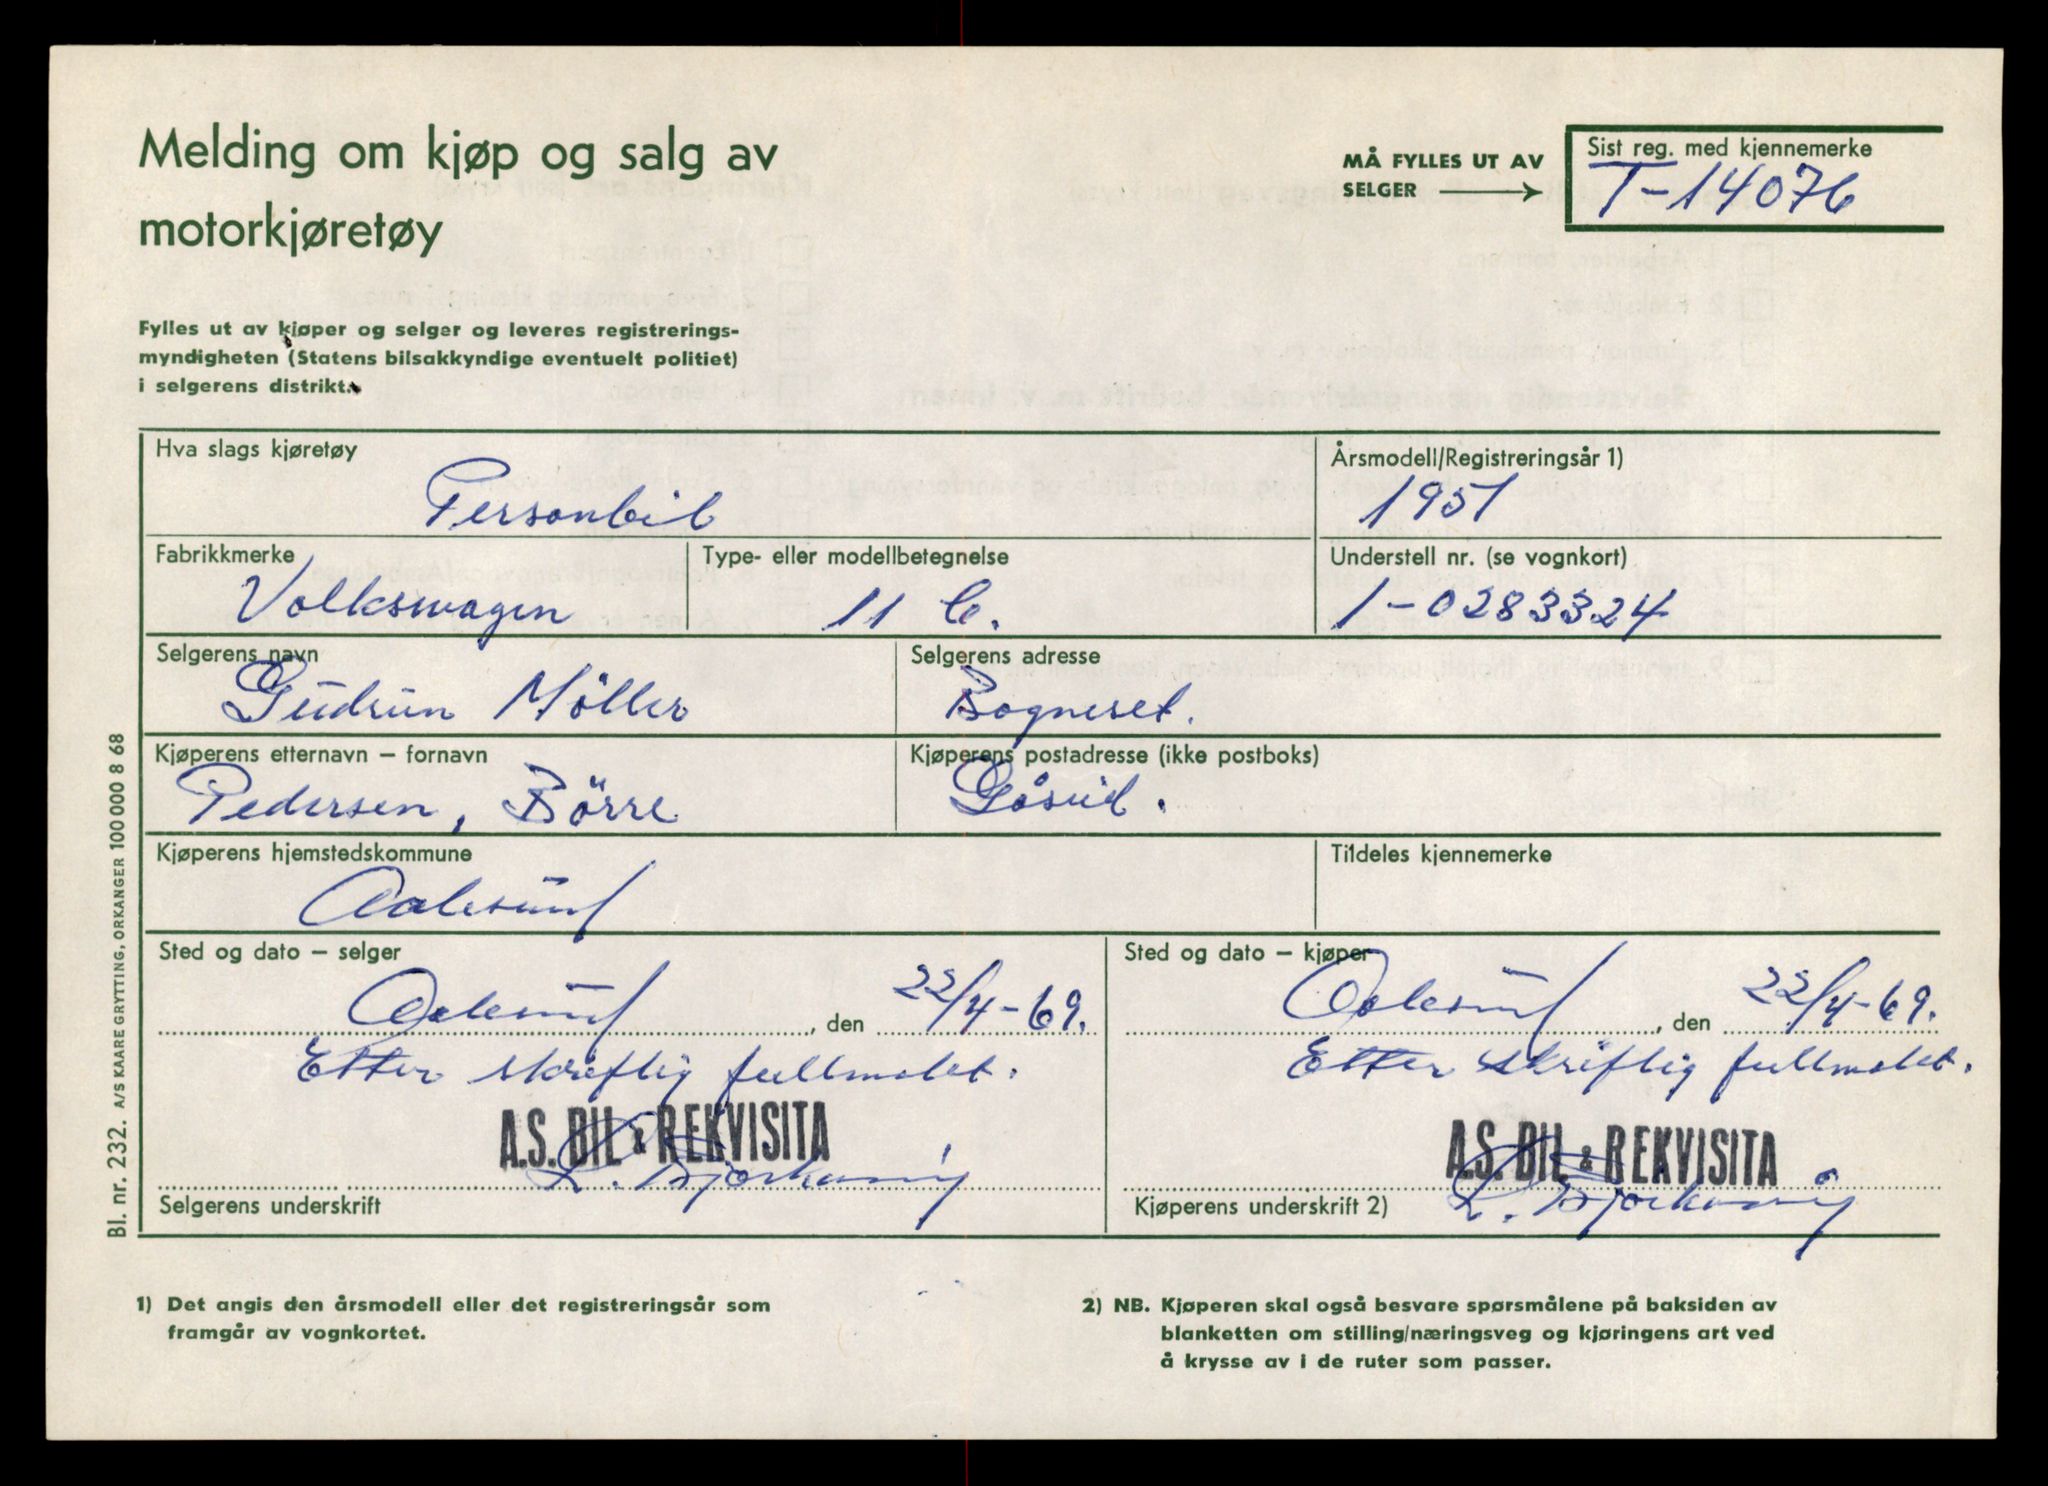 Melding om kjøp og salg av
motorkjøretøy
MÅ FYLLES UT AV
SELGER
Sist reg. med kjennemerke
T-14076
Fylles ut av kjøper og selger og leveres registrerings-
myndigheten (Statens bilsakkyndige eventuelt politiet)
i selgerens distrikt.
Hva slags kjøretøy
Personbil
Årsmodell/Registreringsår 1)
1951
Fabrikkmerke
Volkswagen
Type- eller modellbetegnelse
11 C.
Understell nr. (se vognkort)
1-0283324
Selgerens navn
Gudrun Möller
Selgerens adresse
Bogneset.
Kjøperens etternavn – fornavn
Pedersen, Börre
Kjøperens postadresse (ikke postboks)
Gåseid.
Kjøperens hjemstedskommune
Aalesund
Tildeles kjennemerke
Sted og dato – selger
Aalesund, den 22/4-69.
Etter skriftlig fullmakt.
A.S. BIL & REKVISITA
Selgerens underskrift
Sted og dato – kjøper
Aalesund, den 22/4-69.
Etter skriftlig fullmakt.
A.S. BIL & REKVISITA
Kjøperens underskrift 2)
1) Det angis den årsmodell eller det registreringsår som
framgår av vognkortet.
2) NB. Kjøperen skal også besvare spørsmålene på baksiden av
blanketten om stilling/næringsveg og kjøringens art ved
å krysse av i de ruter som passer.
Bl. nr. 232. A/S KAARE GRYTTING, ORKANGER 100 000 8 68